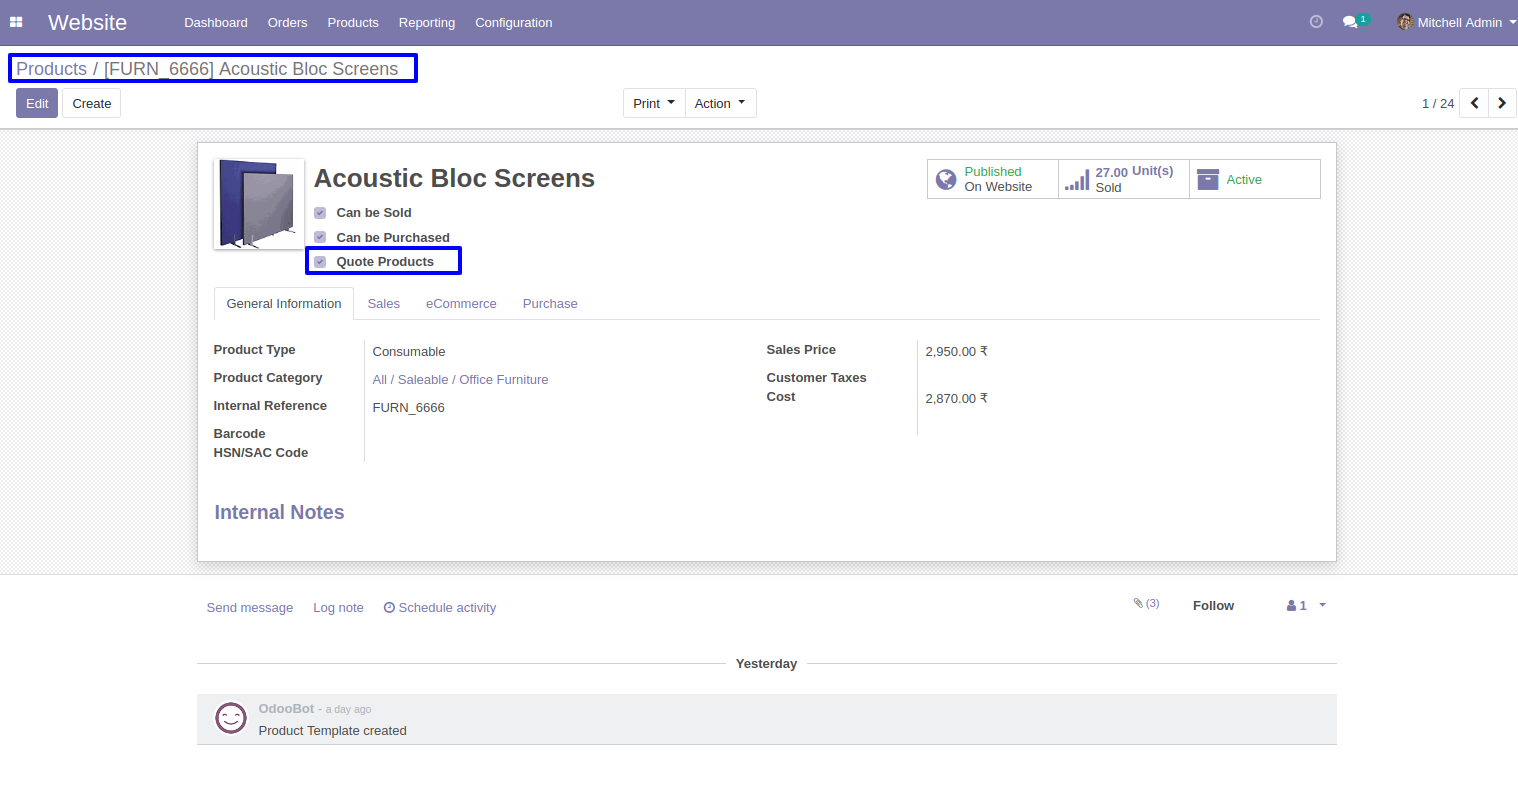 Website Dashboard Orders Products Reporting Configuration 1 Mitchell Admin
Products / [FURN_6666] Acoustic Bloc Screens
Edit Create Print Action 1 / 24
Acoustic Bloc Screens
Published
On Website
27.00 Unit(s)
Sold
Active
Can be Sold
Can be Purchased
Quote Products
General Information Sales eCommerce Purchase
Product Type Consumable
Product Category All / Saleable / Office Furniture
Internal Reference FURN_6666
Barcode
HSN/SAC Code
Sales Price 2,950.00 ₹
Customer Taxes
Cost 2,870.00 ₹
Internal Notes
Send message Log note Schedule activity (3) Follow 1
Yesterday
OdooBot - a day ago
Product Template created